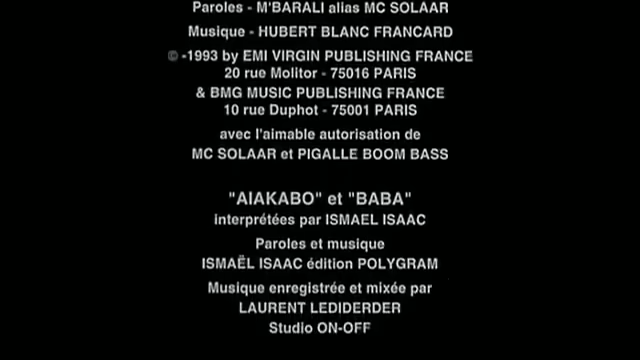 Paroles - M'BARALI alias MC SOLAAR
Musique - HUBERT BLANC FRANCARD
© -1993 by EMI VIRGIN PUBLISHING FRANCE
20 rue Molitor - 75016 PARIS
& BMG MUSIC PUBLISHING FRANCE
10 rue Duphot - 75001 PARIS
avec l'aimable autorisation de
MC SOLAAR et PIGALLE BOOM BASS
"AIAKABO" et "BABA"
interprétées par ISMAEL ISAAC
Paroles et musique
ISMAËL ISAAC édition POLYGRAM
Musique enregistrée et mixée par
LAURENT LEDIDERDER
Studio ON-OFF